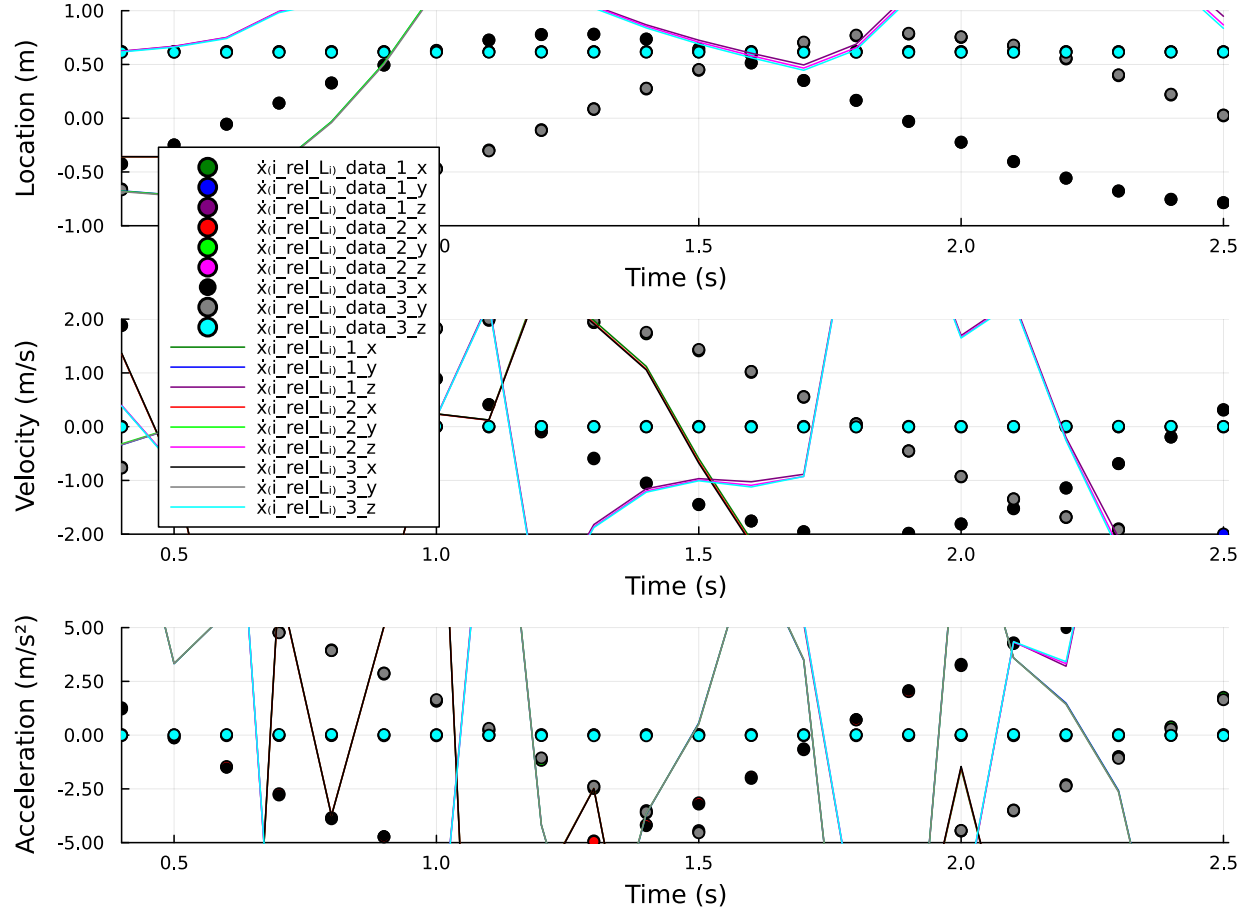 1.00
0.50
0.00
-0.50
-1.00
Location (m)
1.5
2.0
2.5
Time (s)
ẋ₍i_rel_Lᵢ₎_data_1_x
ẋ₍i_rel_Lᵢ₎_data_1_y
ẋ₍i_rel_Lᵢ₎_data_1_z
ẋ₍i_rel_Lᵢ₎_data_2_x
ẋ₍i_rel_Lᵢ₎_data_2_y
ẋ₍i_rel_Lᵢ₎_data_2_z
ẋ₍i_rel_Lᵢ₎_data_3_x
ẋ₍i_rel_Lᵢ₎_data_3_y
ẋ₍i_rel_Lᵢ₎_data_3_z
ẋ₍i_rel_Lᵢ₎_1_x
ẋ₍i_rel_Lᵢ₎_1_y
ẋ₍i_rel_Lᵢ₎_1_z
ẋ₍i_rel_Lᵢ₎_2_x
ẋ₍i_rel_Lᵢ₎_2_y
ẋ₍i_rel_Lᵢ₎_2_z
ẋ₍i_rel_Lᵢ₎_3_x
ẋ₍i_rel_Lᵢ₎_3_y
ẋ₍i_rel_Lᵢ₎_3_z
2.00
1.00
0.00
-1.00
-2.00
Velocity (m/s)
0.5
1.0
1.5
2.0
2.5
Time (s)
5.00
2.50
0.00
-2.50
-5.00
Acceleration (m/s²)
0.5
1.0
1.5
2.0
2.5
Time (s)